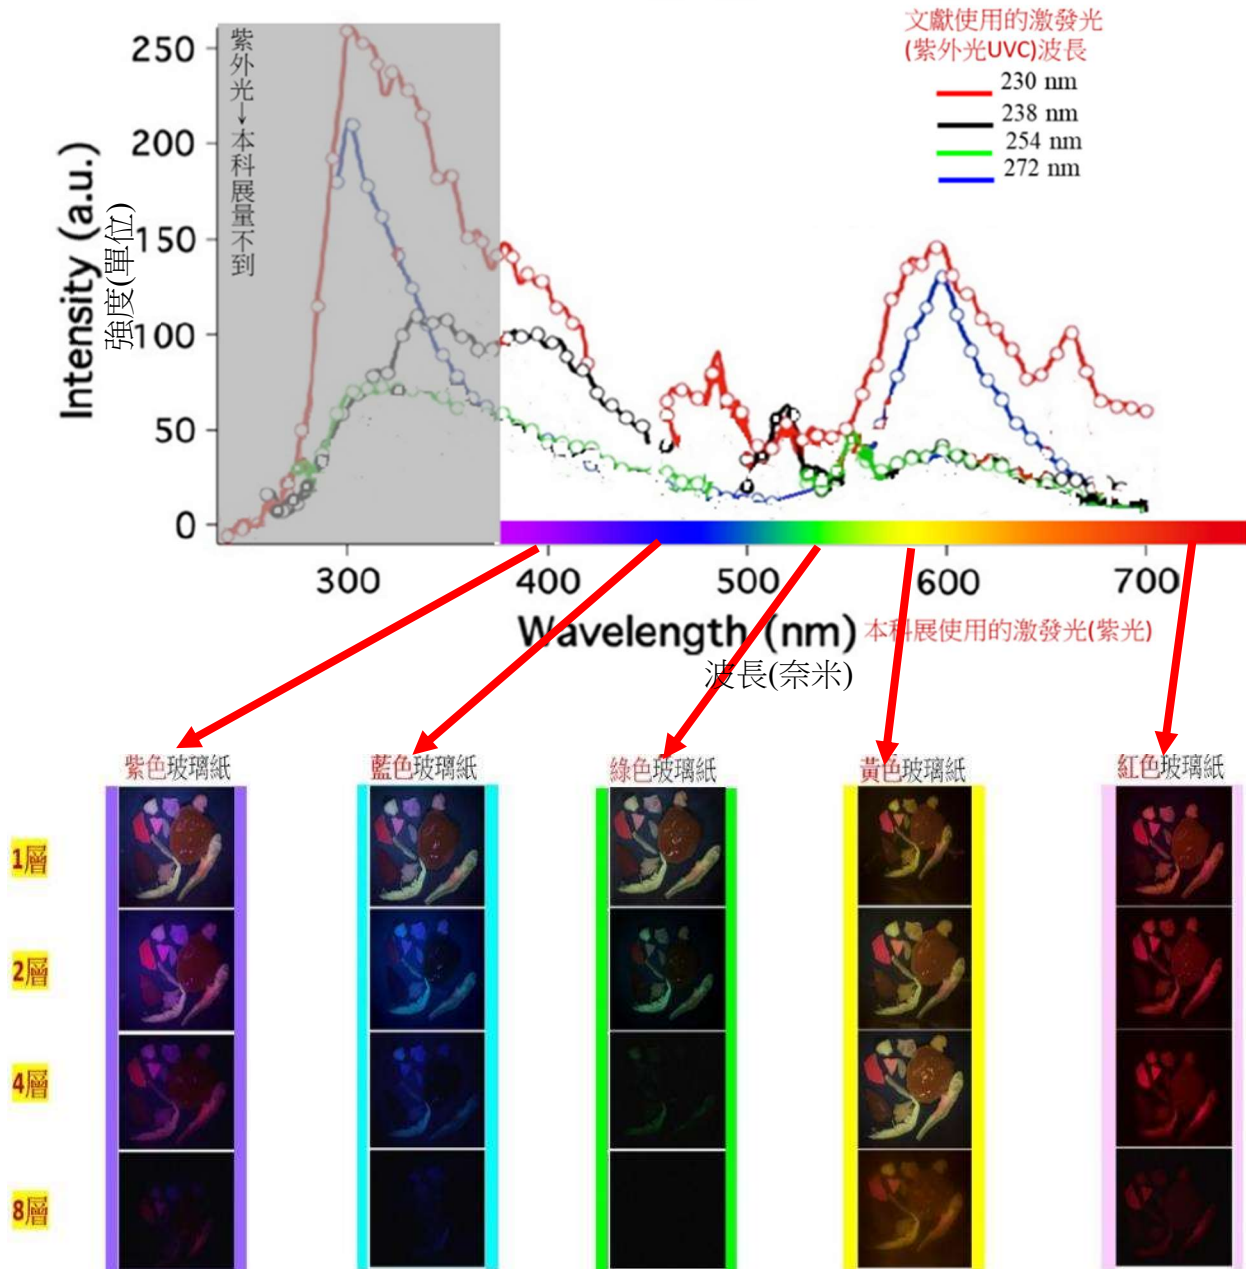 文獻使用的激發光
(紫外光UVC)波長
230 nm
238 nm
254 nm
272 nm
紫外光→本科展量不到
Intensity (a.u.)
強度(單位)
250
200
150
100
50
0
300
400
500
600
700
Wavelength (nm)
本科展使用的激發光(紫光)
波長(奈米)
紫色玻璃紙
藍色玻璃紙
綠色玻璃紙
黃色玻璃紙
紅色玻璃紙
1層
2層
4層
8層